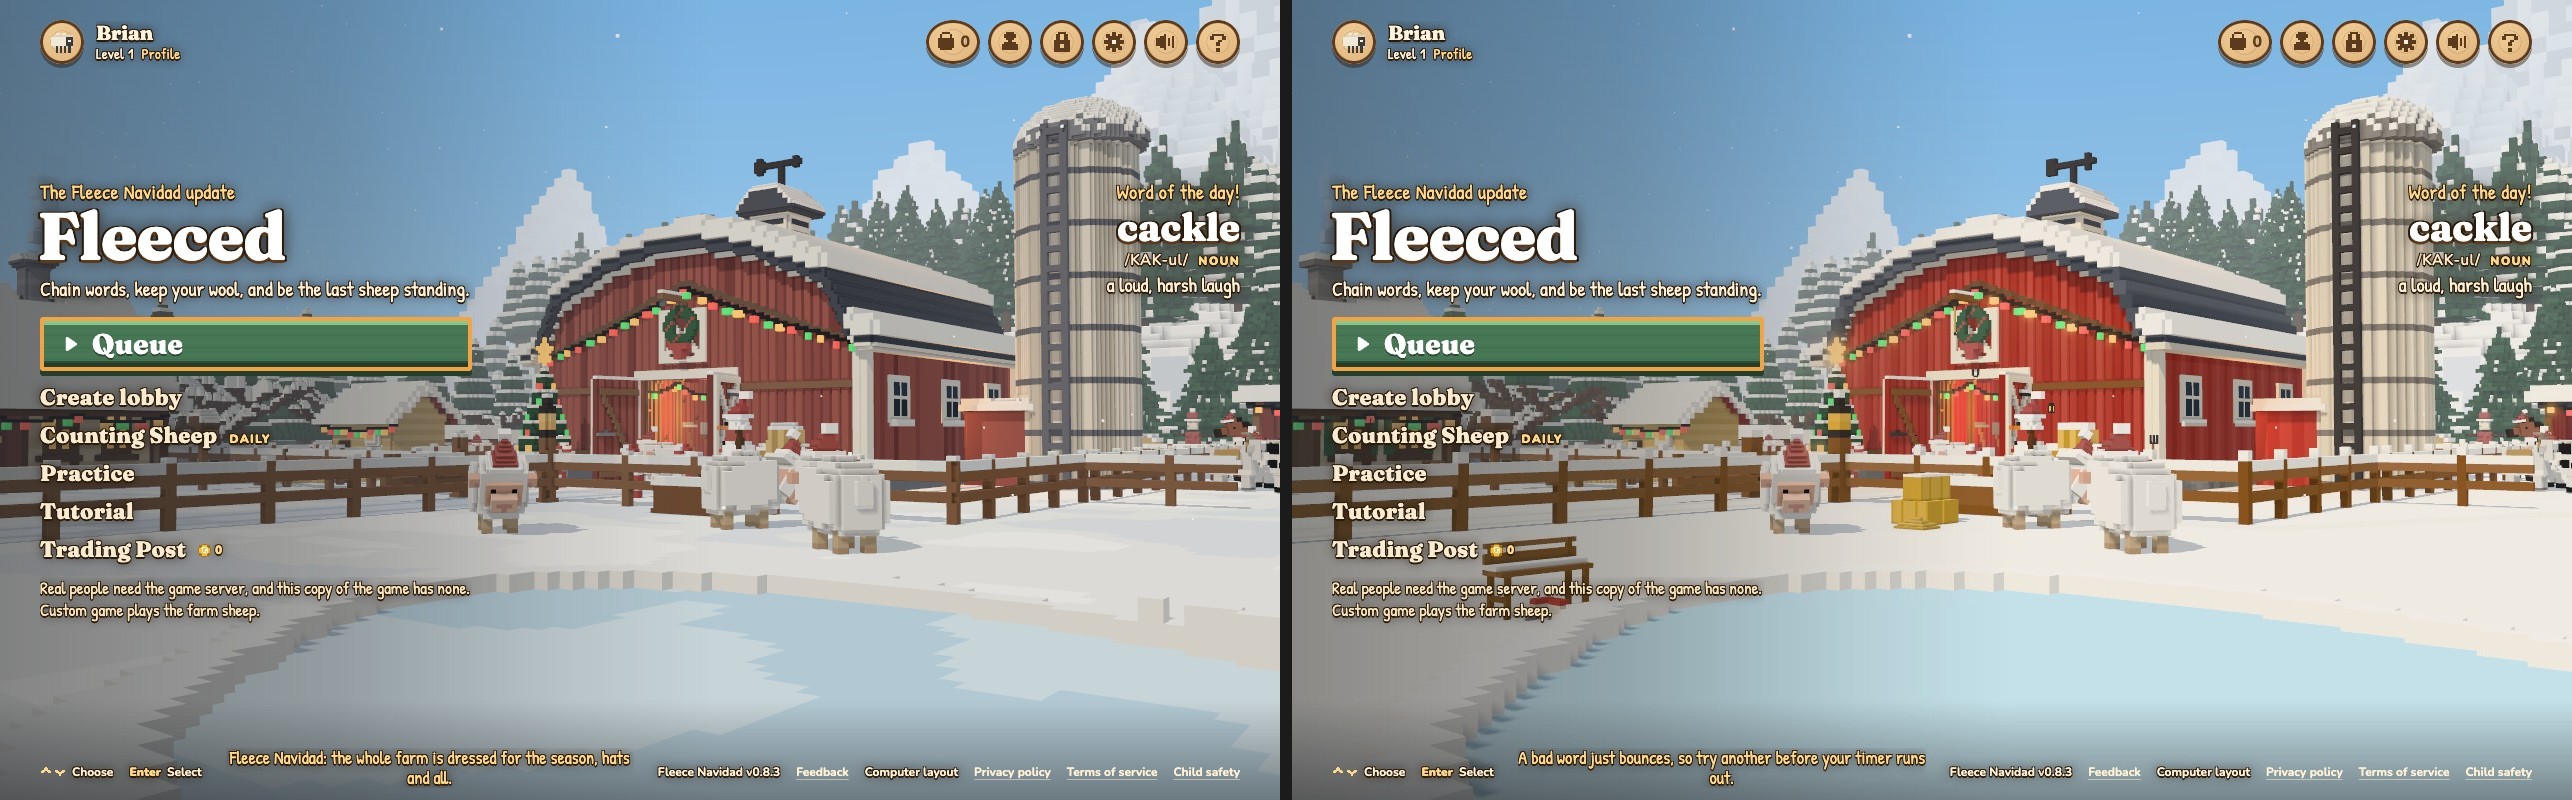 Brian
Level 1 Profile
0
The Fleece Navidad update
Fleeced
Chain words, keep your wool, and be the last sheep standing.
Queue
Create lobby
Counting Sheep DAILY
Practice
Tutorial
Trading Post 0
Real people need the game server, and this copy of the game has none.
Custom game plays the farm sheep.
Word of the day!
cackle
/KAK-ul/ NOUN
a loud, harsh laugh
Choose Enter Select
Fleece Navidad: the whole farm is dressed for the season, hats
and all.
Fleece Navidad v0.8.3 Feedback Computer layout Privacy policy Terms of service Child safety
Brian
Level 1 Profile
0
The Fleece Navidad update
Fleeced
Chain words, keep your wool, and be the last sheep standing.
Queue
Create lobby
Counting Sheep DAILY
Practice
Tutorial
Trading Post 0
Real people need the game server, and this copy of the game has none.
Custom game plays the farm sheep.
Word of the day!
cackle
/KAK-ul/ NOUN
a loud, harsh laugh
Choose Enter Select
A bad word just bounces, so try another before your timer runs
out.
Fleece Navidad v0.8.3 Feedback Computer layout Privacy policy Terms of service Child safety